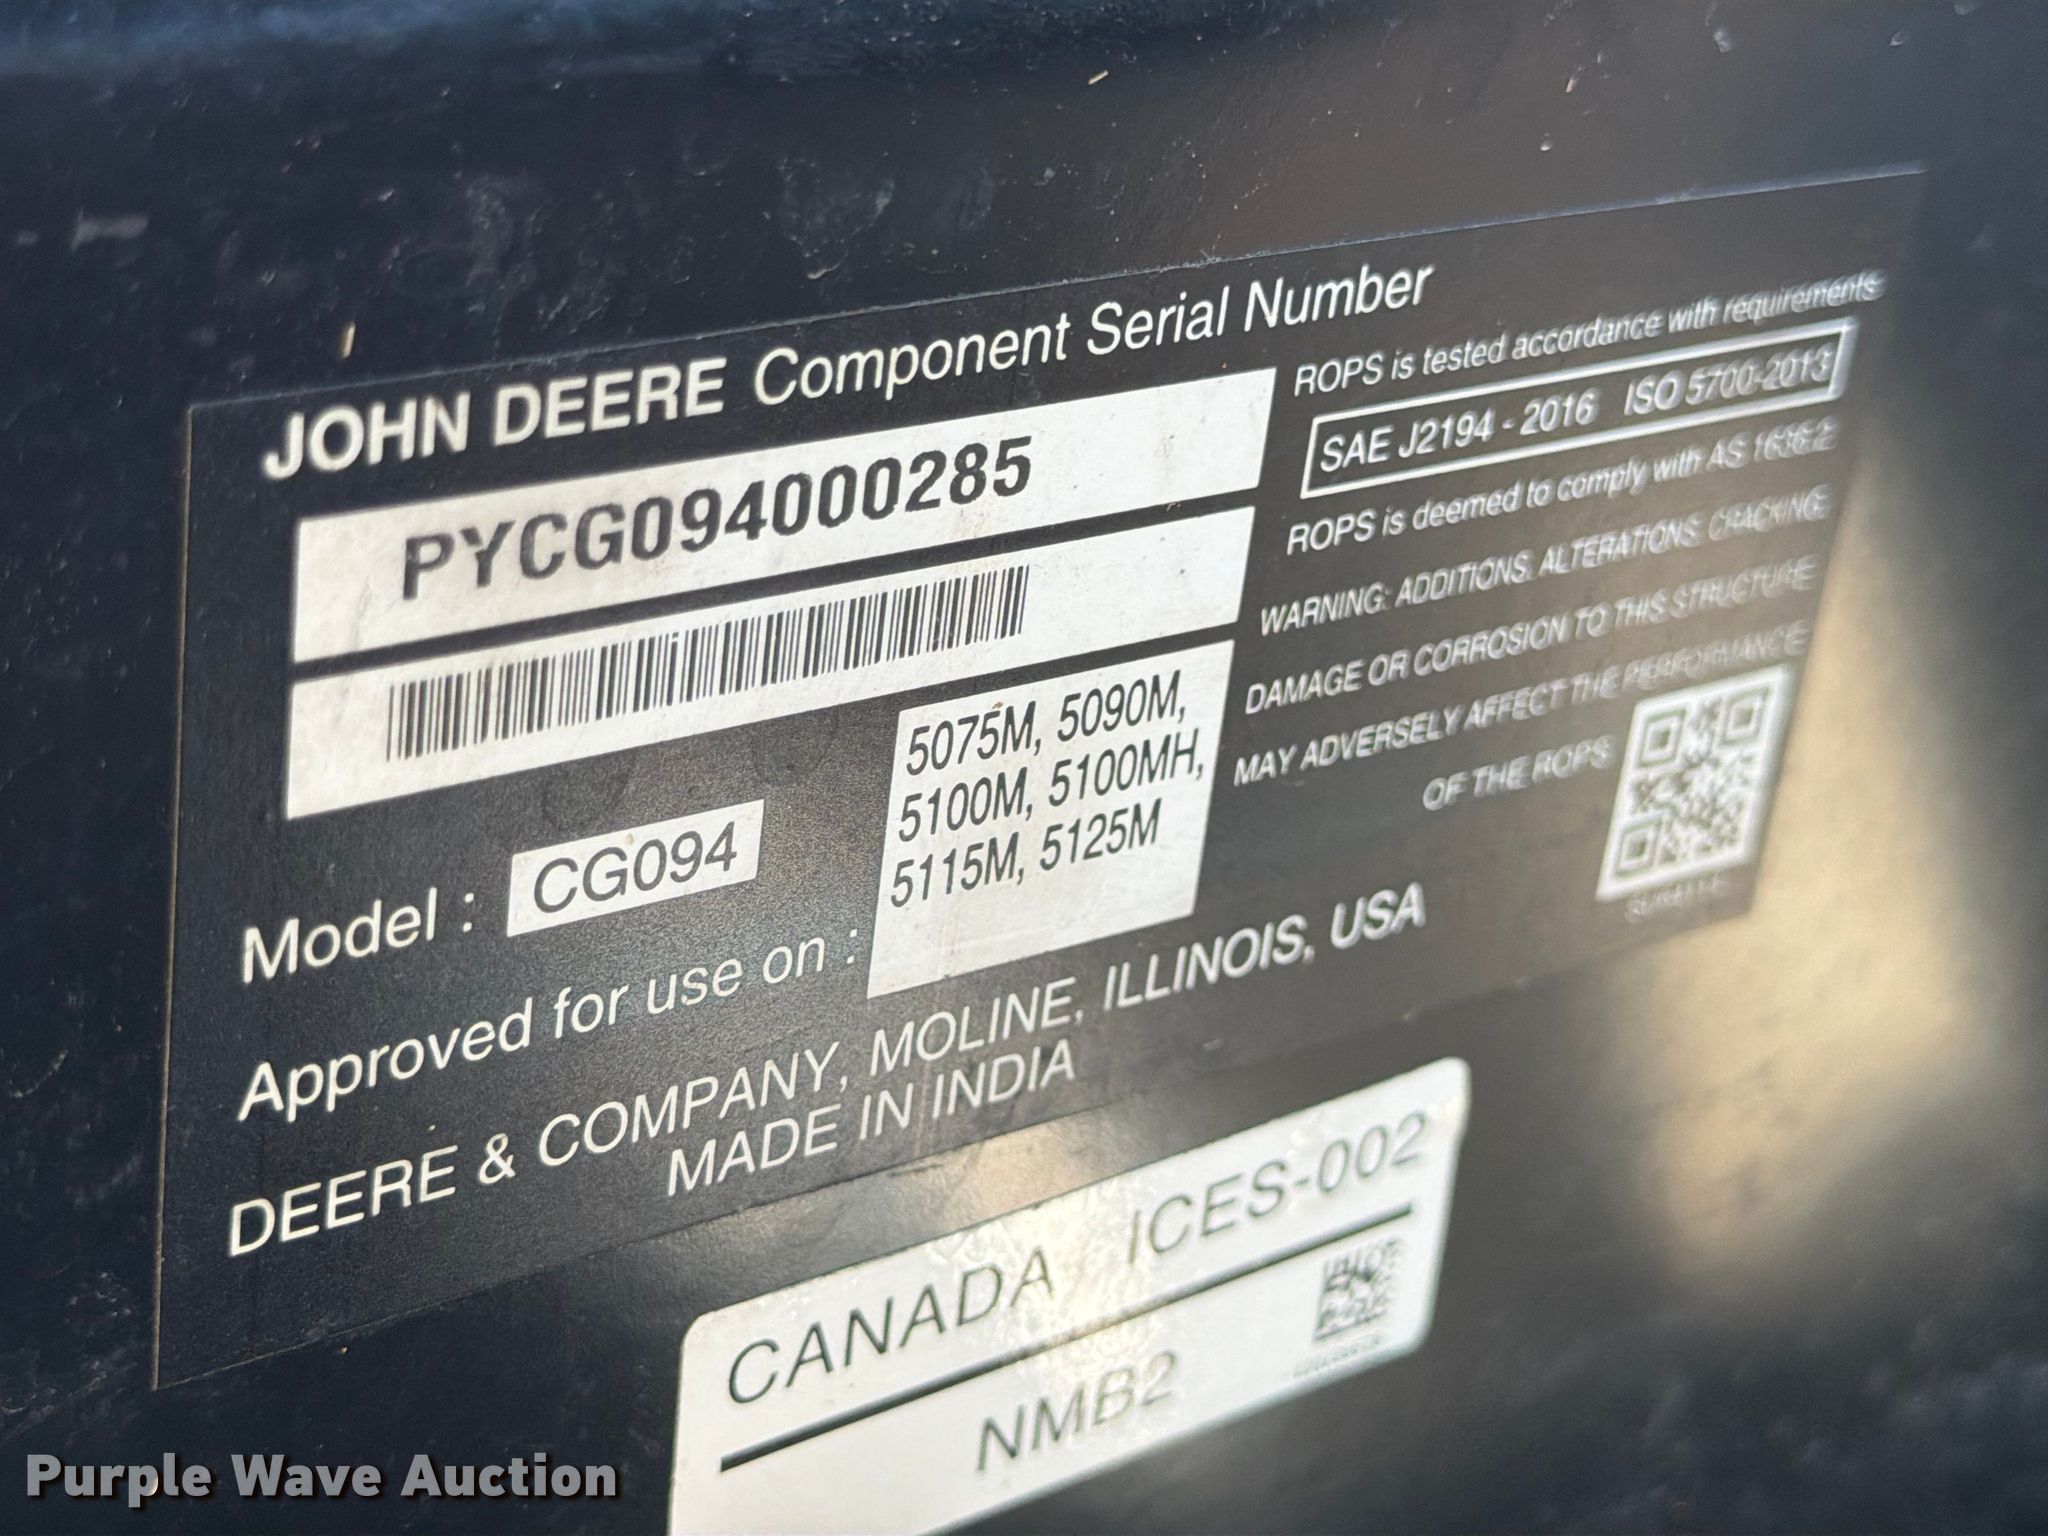 JOHN DEERE Component Serial Number
PYCG094000285
Model : CG094
Approved for use on :
5075M, 5090M,
5100M, 5100MH,
5115M, 5125M
DEERE & COMPANY, MOLINE, ILLINOIS, USA
MADE IN INDIA
ROPS is tested accordance with requirements
SAE J2194 - 2016 ISO 5700-2013
ROPS is deemed to comply with AS 1636.2
WARNING: ADDITIONS, ALTERATIONS, CRACKING
DAMAGE OR CORROSION TO THIS STRUCTURE
MAY ADVERSELY AFFECT THE PERFORMANCE
OF THE ROPS
CANADA ICES-002
NMB2
Purple Wave Auction